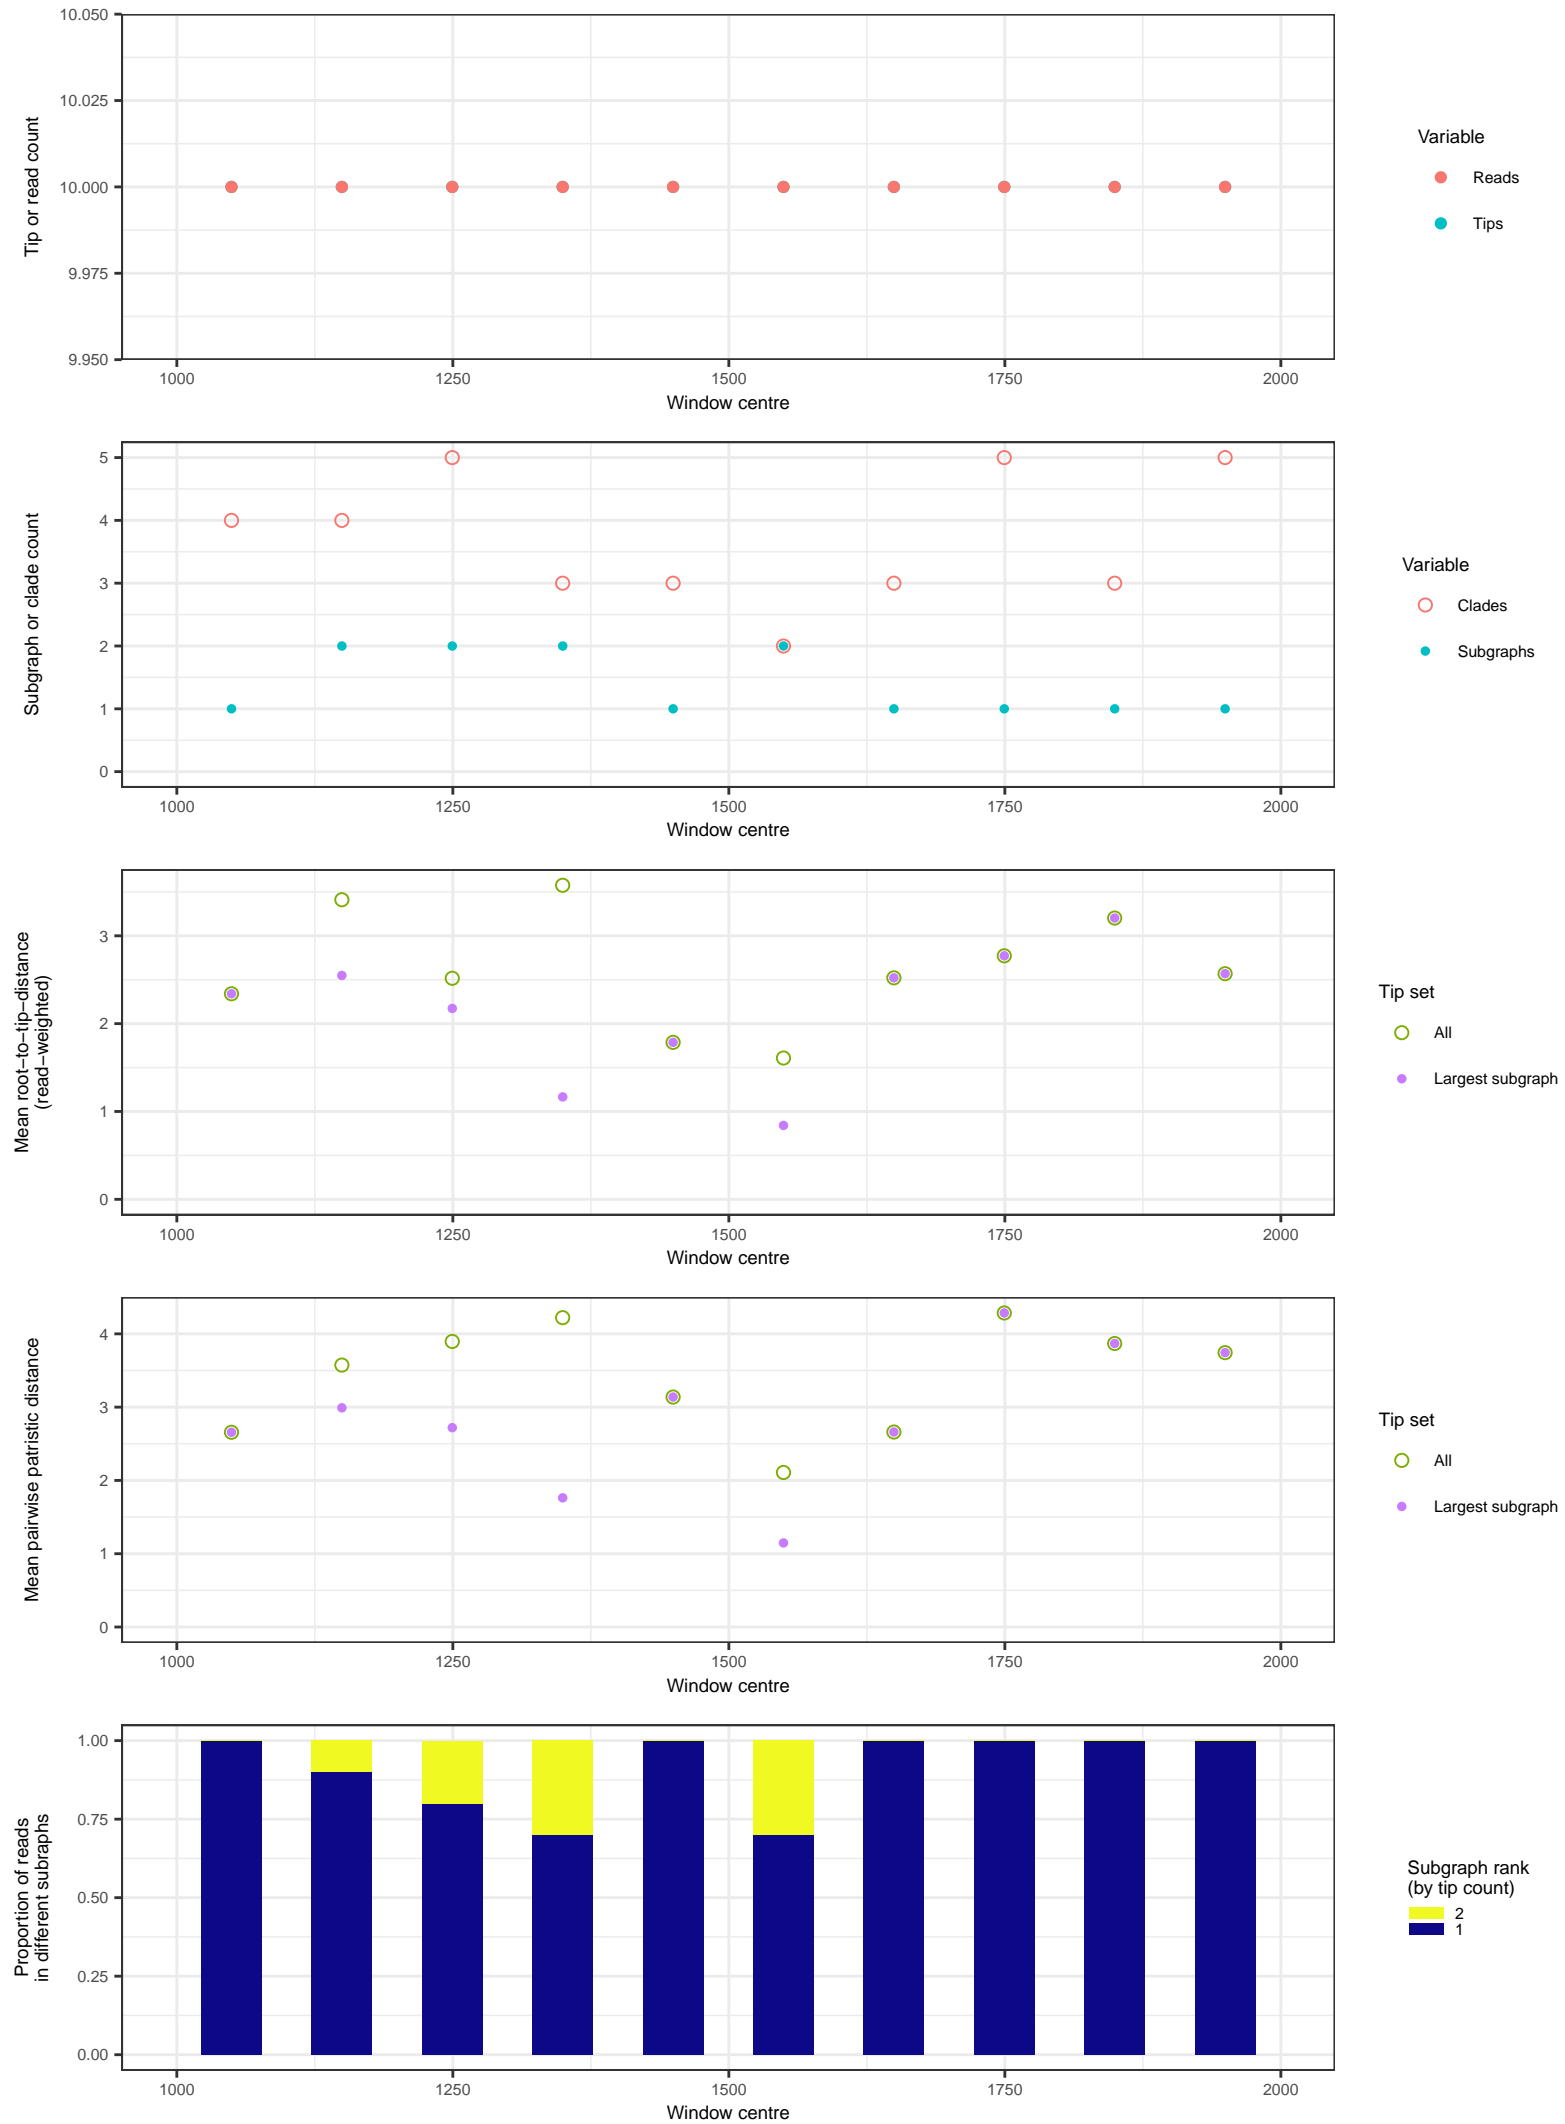 10.050
10.025
10.000
9.975
9.950
Tip or read count
1000 1250 1500 1750 2000
Window centre
Variable
Reads
Tips
5
4
3
2
1
0
Subgraph or clade count
1000 1250 1500 1750 2000
Window centre
Variable
Clades
Subgraphs
3
2
1
0
Mean root−to−tip−distance
(read−weighted)
1000 1250 1500 1750 2000
Window centre
Tip set
All
Largest subgraph
4
3
2
1
0
Mean pairwise patristic distance
1000 1250 1500 1750 2000
Window centre
Tip set
All
Largest subgraph
1.00
0.75
0.50
0.25
0.00
Proportion of reads
in different subraphs
1000 1250 1500 1750 2000
Window centre
Subgraph rank
(by tip count)
2
1